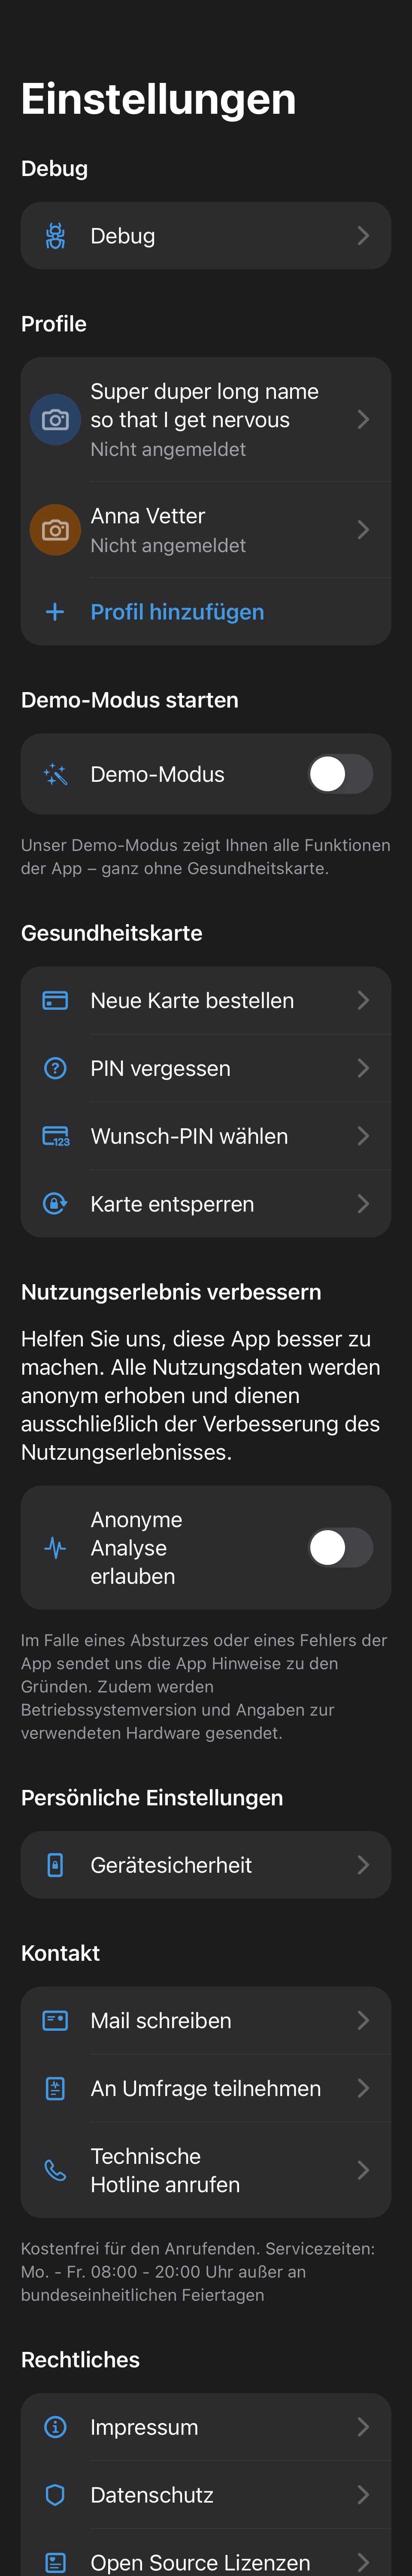 Einstellungen
Debug
Debug
Profile
Super duper long name
so that I get nervous
Nicht angemeldet
Anna Vetter
Nicht angemeldet
Profil hinzufügen
Demo-Modus starten
Demo-Modus
Unser Demo-Modus zeigt Ihnen alle Funktionen
der App – ganz ohne Gesundheitskarte.
Gesundheitskarte
Neue Karte bestellen
PIN vergessen
123
Wunsch-PIN wählen
Karte entsperren
Nutzungserlebnis verbessern
Helfen Sie uns, diese App besser zu
machen. Alle Nutzungsdaten werden
anonym erhoben und dienen
ausschließlich der Verbesserung des
Nutzungserlebnisses.
Anonyme
Analyse
erlauben
Im Falle eines Absturzes oder eines Fehlers der
App sendet uns die App Hinweise zu den
Gründen. Zudem werden
Betriebssystemversion und Angaben zur
verwendeten Hardware gesendet.
Persönliche Einstellungen
Gerätesicherheit
Kontakt
Mail schreiben
An Umfrage teilnehmen
Technische
Hotline anrufen
Kostenfrei für den Anrufenden. Servicezeiten:
Mo. - Fr. 08:00 - 20:00 Uhr außer an
bundeseinheitlichen Feiertagen
Rechtliches
Impressum
Datenschutz
Open Source Lizenzen